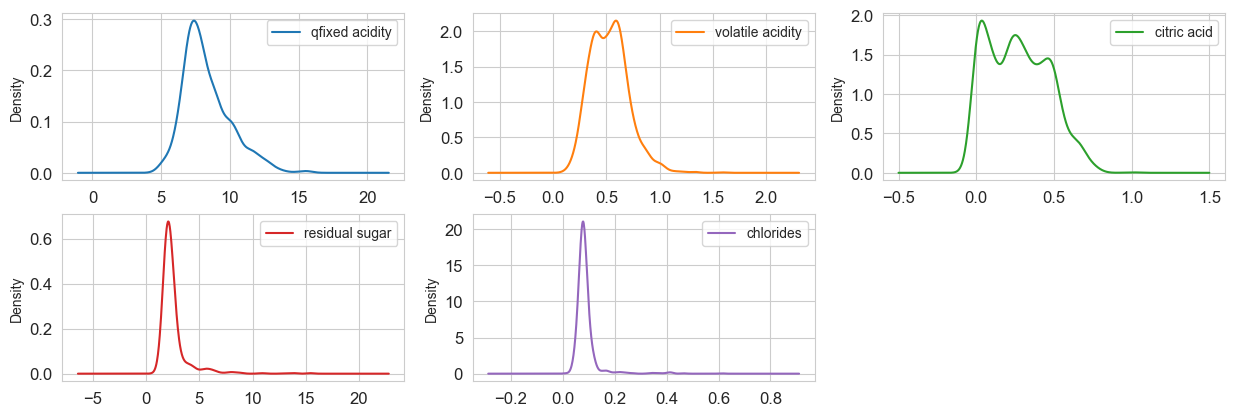 0.3
0.2
0.1
0.0
Density
qfixed acidity
0 5 10 15 20
2.0
1.5
1.0
0.5
0.0
Density
volatile acidity
−0.5 0.0 0.5 1.0 1.5 2.0
2.0
1.5
1.0
0.5
0.0
Density
citric acid
−0.5 0.0 0.5 1.0 1.5
0.6
0.4
0.2
0.0
Density
residual sugar
−5 0 5 10 15 20
20
15
10
5
0
Density
chlorides
−0.2 0.0 0.2 0.4 0.6 0.8